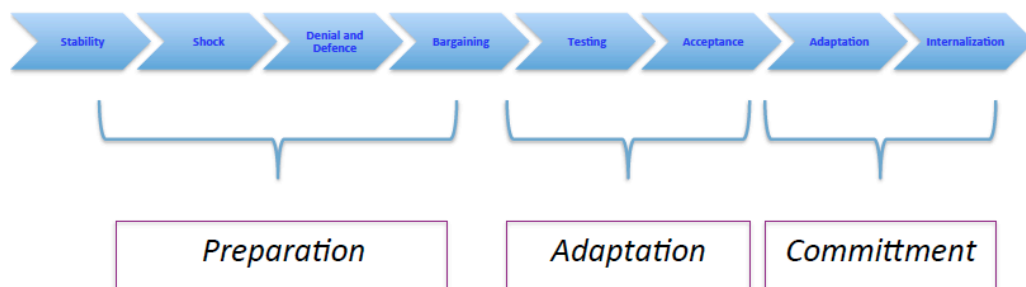 Stability
Shock
Denial and
Defence
Bargaining
Testing
Acceptance
Adaptation
Internalization
Preparation
Adaptation
Committment